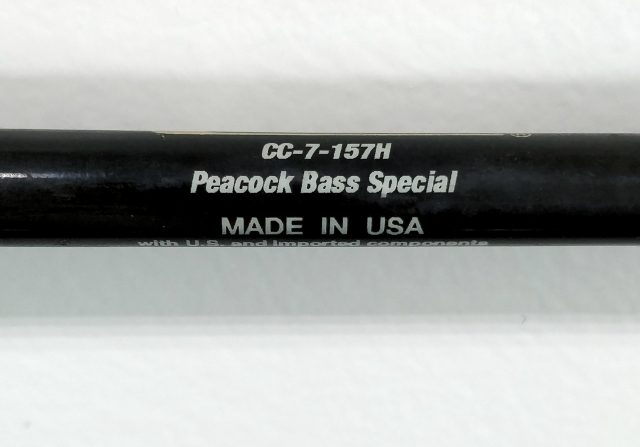 CC-7-157H
Peacock Bass Special
MADE IN USA
with U.S. and Imported components